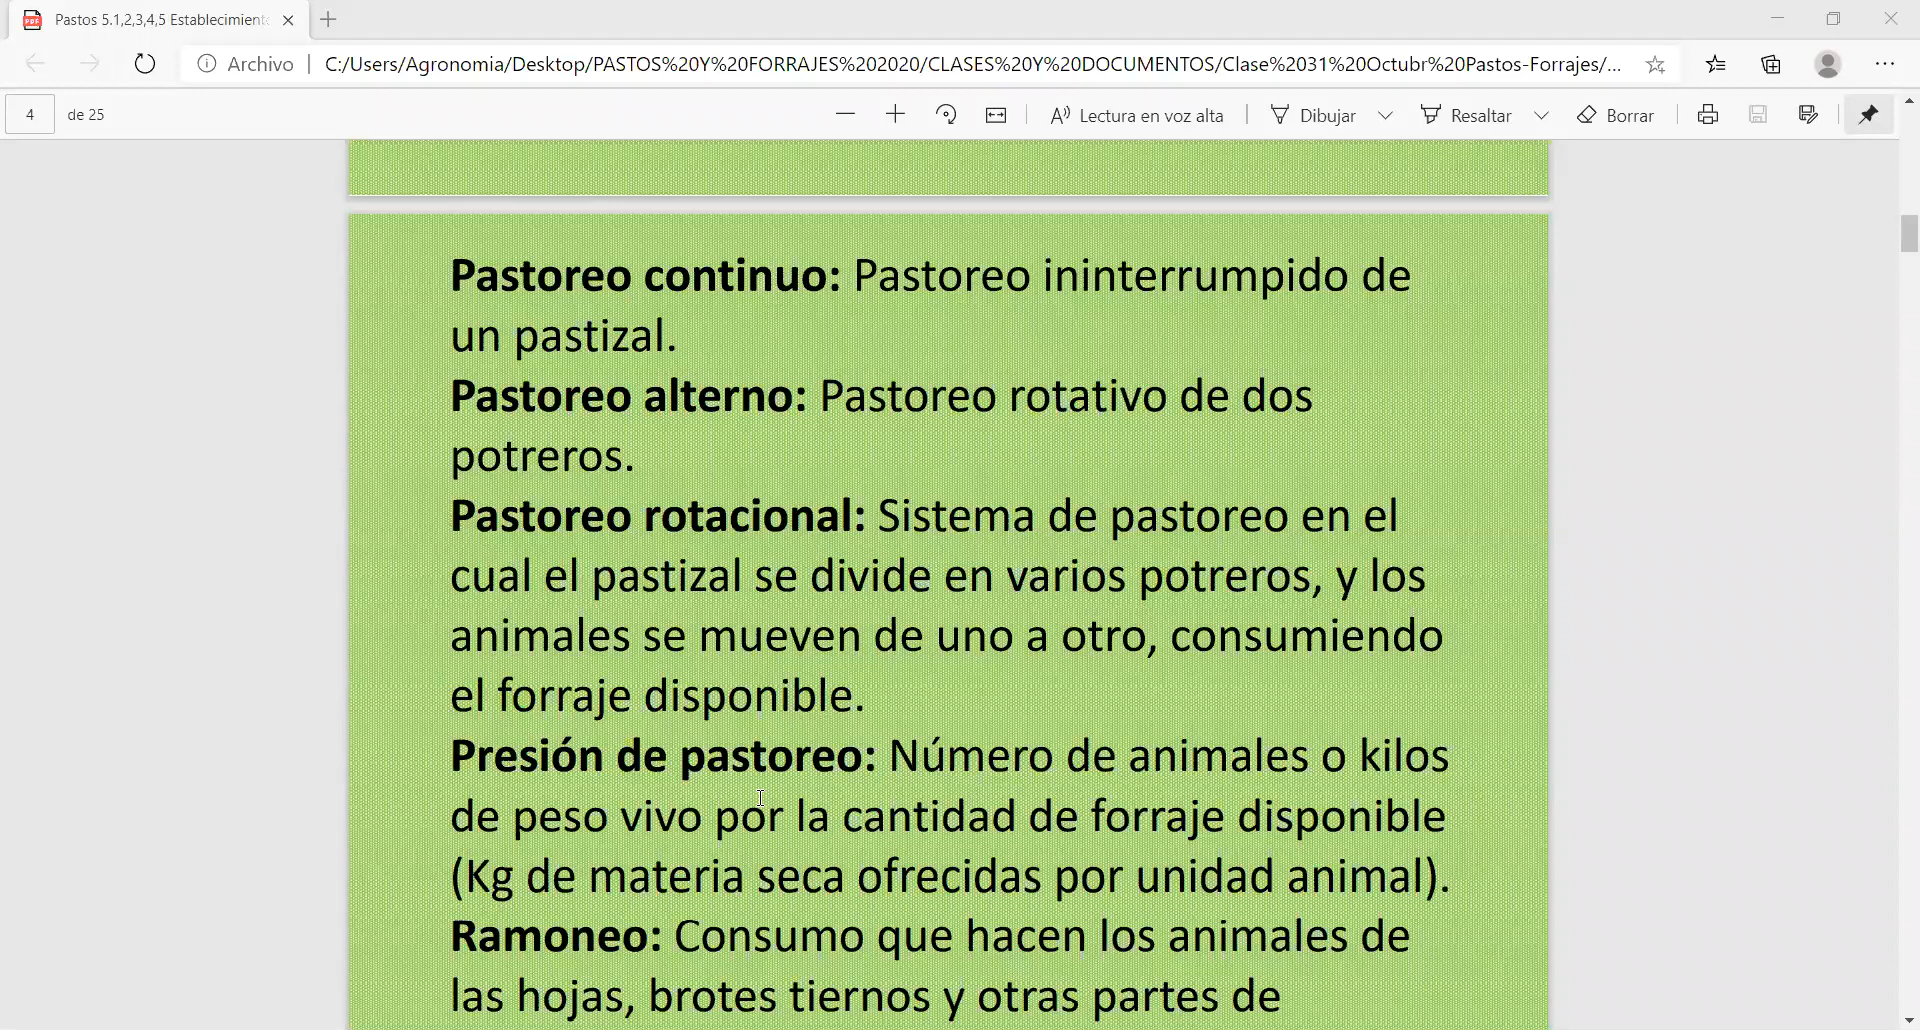 Pastos 5.1,2,3,4,5 Establecimient
Archivo | C:/Users/Agronomia/Desktop/PASTOS%20Y%20FORRAJES%202020/CLASES%20Y%20DOCUMENTOS/Clase%2031%20Octubr%20Pastos-Forrajes/...
4 de 25
Lectura en voz alta
Dibujar
Resaltar
Borrar
Pastoreo continuo: Pastoreo ininterrumpido de
un pastizal.
Pastoreo alterno: Pastoreo rotativo de dos
potreros.
Pastoreo rotacional: Sistema de pastoreo en el
cual el pastizal se divide en varios potreros, y los
animales se mueven de uno a otro, consumiendo
el forraje disponible.
Presión de pastoreo: Número de animales o kilos
de peso vivo por la cantidad de forraje disponible
(Kg de materia seca ofrecidas por unidad animal).
Ramoneo: Consumo que hacen los animales de
las hojas, brotes tiernos y otras partes de